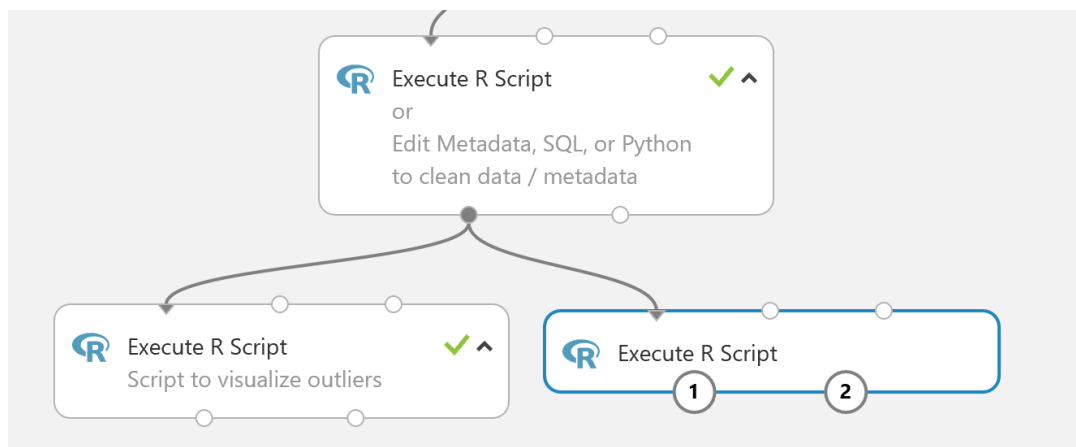 Execute R Script
or
Edit Metadata, SQL, or Python
to clean data / metadata
Execute R Script
Script to visualize outliers
Execute R Script
1 2